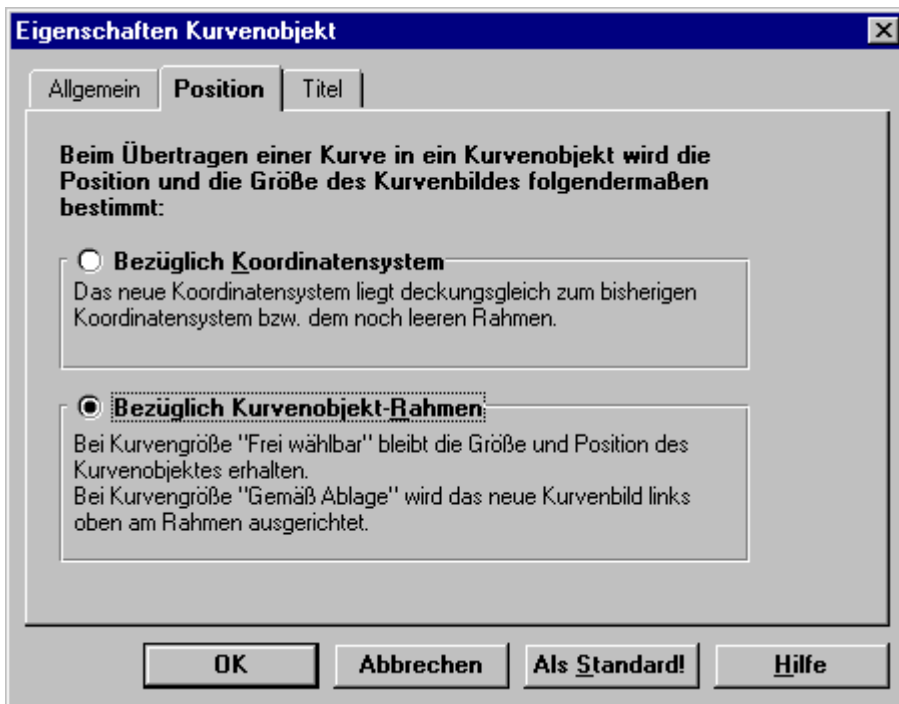 Eigenschaften Kurvenobjekt
Allgemein Position Titel
Beim Übertragen einer Kurve in ein Kurvenobjekt wird die
Position und die Größe des Kurvenbildes folgendermaßen
bestimmt:
Bezüglich Koordinatensystem
Das neue Koordinatensystem liegt deckungsgleich zum bisherigen
Koordinatensystem bzw. dem noch leeren Rahmen.
Bezüglich Kurvenobjekt-Rahmen
Bei Kurvengröße "Frei wählbar" bleibt die Größe und Position des
Kurvenobjektes erhalten.
Bei Kurvengröße "Gemäß Ablage" wird das neue Kurvenbild links
oben am Rahmen ausgerichtet.
OK Abbrechen Als Standard! Hilfe